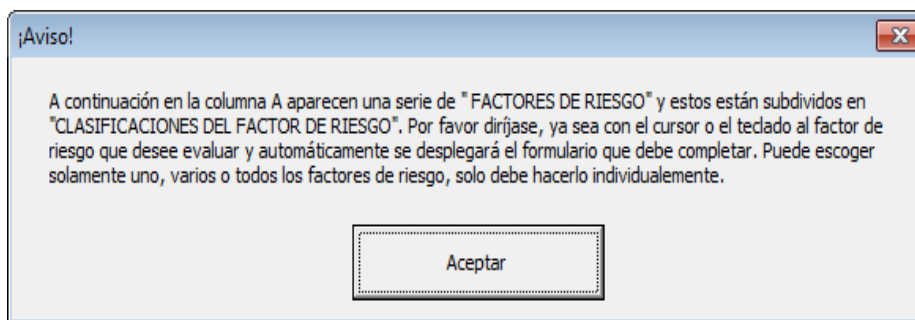 ¡Aviso!
A continuación en la columna A aparecen una serie de " FACTORES DE RIESGO" y estos están subdividos en
"CLASIFICACIONES DEL FACTOR DE RIESGO". Por favor diríjase, ya sea con el cursor o el teclado al factor de
riesgo que desee evaluar y automáticamente se desplegará el formulario que debe completar. Puede escoger
solamente uno, varios o todos los factores de riesgo, solo debe hacerlo individualemente.
Aceptar